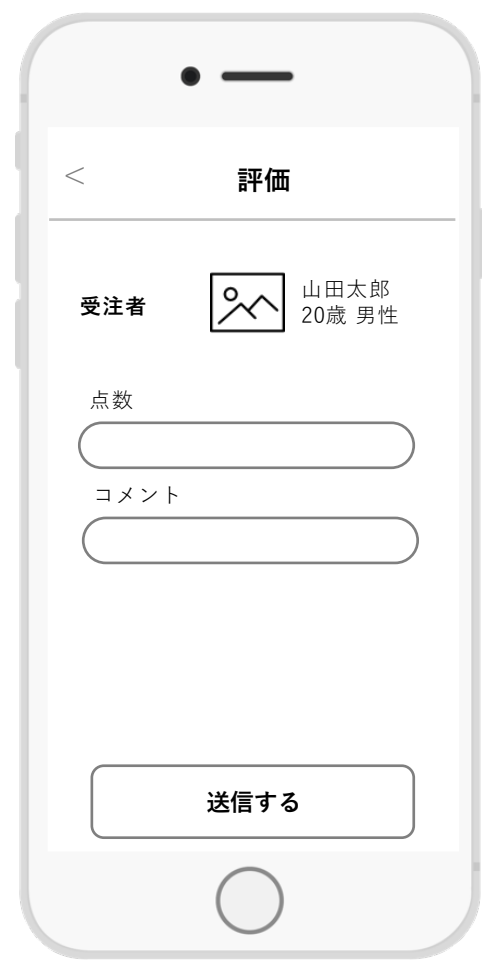 <
評価
受注者
山田太郎
20歳 男性
点数
コメント
送信する